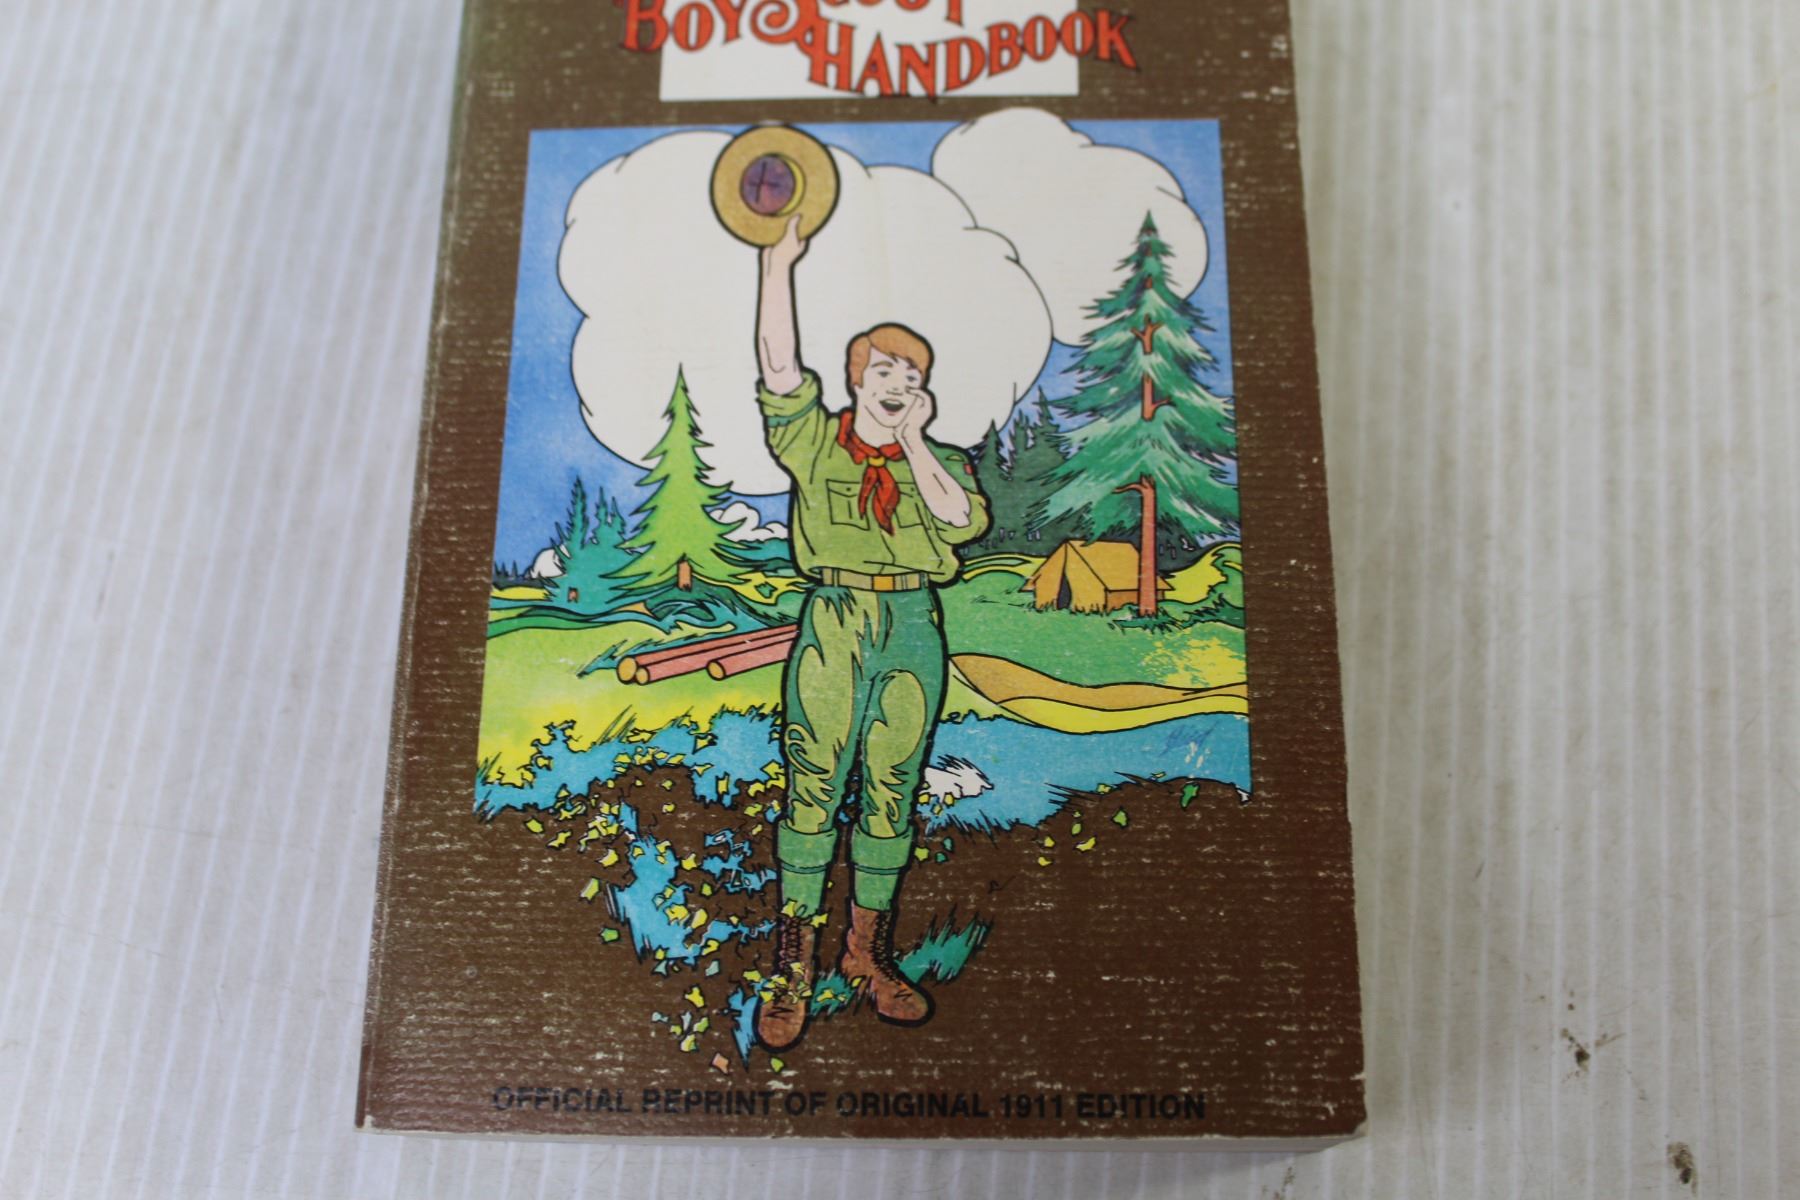 BOY SCOUT
HANDBOOK
OFFICIAL REPRINT OF ORIGINAL 1911 EDITION